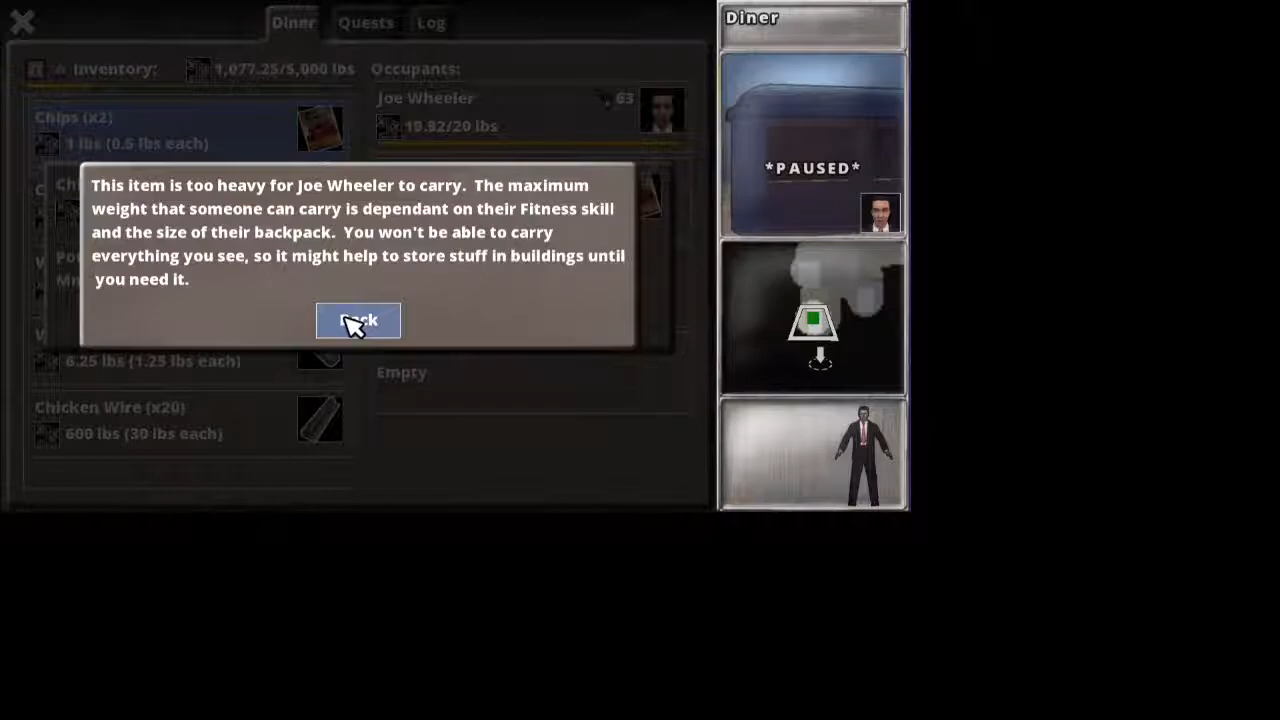 Diner
Quests
Log
Diner
Inventory:
1,077.25/5,000 lbs
Occupants:
Chips (x2)
1 lbs (0.5 lbs each)
Joe Wheeler
63
19.92/20 lbs
*PAUSED*
This item is too heavy for Joe Wheeler to carry. The maximum
weight that someone can carry is dependant on their Fitness skill
and the size of their backpack. You won't be able to carry
everything you see, so it might help to store stuff in buildings until
you need it.
6.25 lbs (1.25 lbs each)
Empty
Chicken Wire (x20)
600 lbs (30 lbs each)